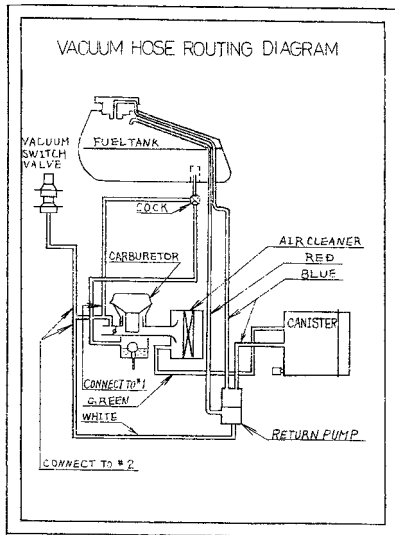 VACUUM HOSE ROUTING DIAGRAM
VACUUM
SWITCH
VALVE
FUELTANK
COCK
CARBURETOR
AIR CLEANER
RED
BLUE
CANISTER
CONNECT TO #1
GREEN
WHITE
RETURN PUMP
CONNECT TO #2